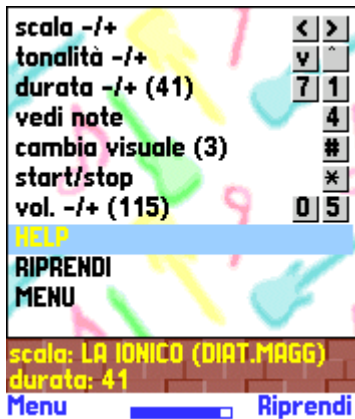 scala -/+ < >
tonalità -/+ v ^
durata -/+ (41) 7 1
vedi note 4
cambia visuale (3) #
start/stop *
vol. -/+ (115) 0 5
HELP
RIPRENDI
MENU
scala: LA IONICO (DIAT.MAGG)
durata: 41
Menu Riprendi